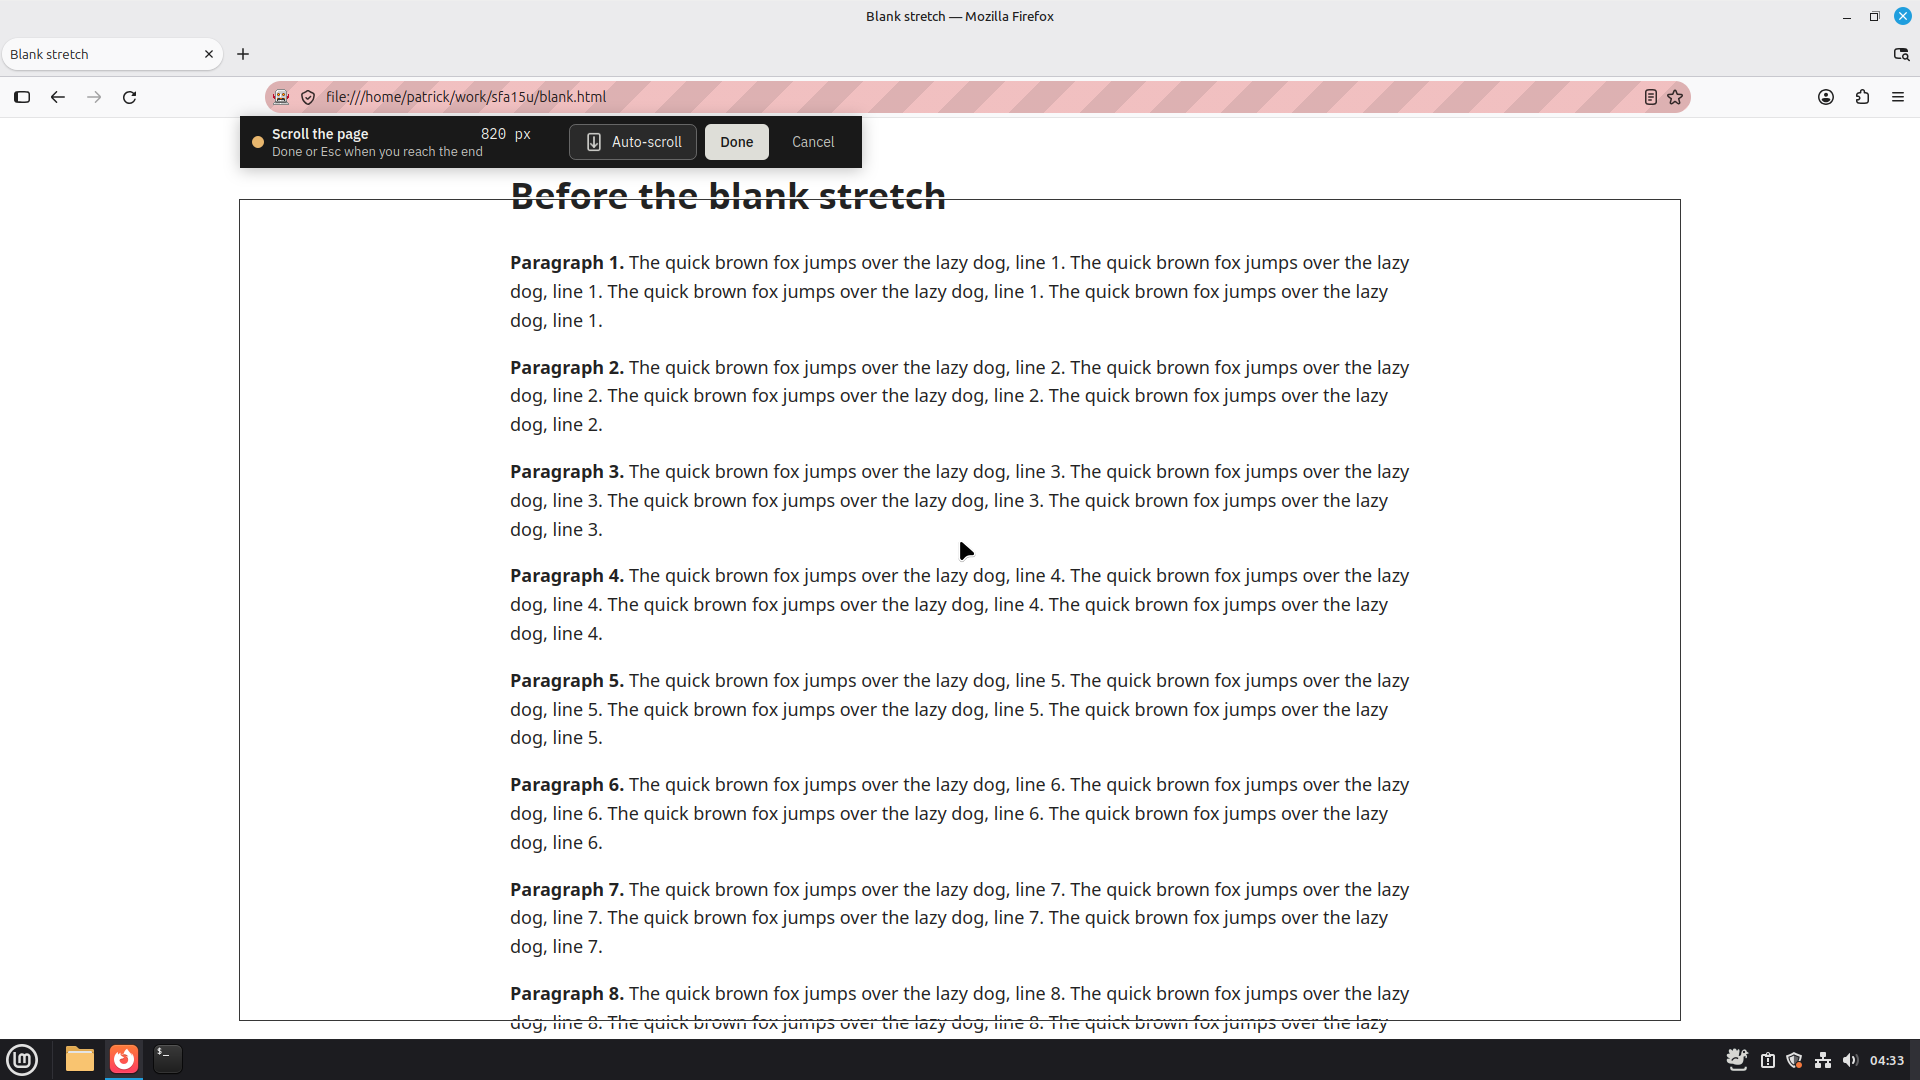 Blank stretch — Mozilla Firefox
Blank stretch
file:///home/patrick/work/sfa15u/blank.html
Scroll the page
Done or Esc when you reach the end
820 px
Auto-scroll
Done
Cancel
Before the blank stretch
Paragraph 1. The quick brown fox jumps over the lazy dog, line 1. The quick brown fox jumps over the lazy
dog, line 1. The quick brown fox jumps over the lazy dog, line 1. The quick brown fox jumps over the lazy
dog, line 1.
Paragraph 2. The quick brown fox jumps over the lazy dog, line 2. The quick brown fox jumps over the lazy
dog, line 2. The quick brown fox jumps over the lazy dog, line 2. The quick brown fox jumps over the lazy
dog, line 2.
Paragraph 3. The quick brown fox jumps over the lazy dog, line 3. The quick brown fox jumps over the lazy
dog, line 3. The quick brown fox jumps over the lazy dog, line 3. The quick brown fox jumps over the lazy
dog, line 3.
Paragraph 4. The quick brown fox jumps over the lazy dog, line 4. The quick brown fox jumps over the lazy
dog, line 4. The quick brown fox jumps over the lazy dog, line 4. The quick brown fox jumps over the lazy
dog, line 4.
Paragraph 5. The quick brown fox jumps over the lazy dog, line 5. The quick brown fox jumps over the lazy
dog, line 5. The quick brown fox jumps over the lazy dog, line 5. The quick brown fox jumps over the lazy
dog, line 5.
Paragraph 6. The quick brown fox jumps over the lazy dog, line 6. The quick brown fox jumps over the lazy
dog, line 6. The quick brown fox jumps over the lazy dog, line 6. The quick brown fox jumps over the lazy
dog, line 6.
Paragraph 7. The quick brown fox jumps over the lazy dog, line 7. The quick brown fox jumps over the lazy
dog, line 7. The quick brown fox jumps over the lazy dog, line 7. The quick brown fox jumps over the lazy
dog, line 7.
Paragraph 8. The quick brown fox jumps over the lazy dog, line 8. The quick brown fox jumps over the lazy
dog, line 8. The quick brown fox jumps over the lazy dog, line 8. The quick brown fox jumps over the lazy
04:33